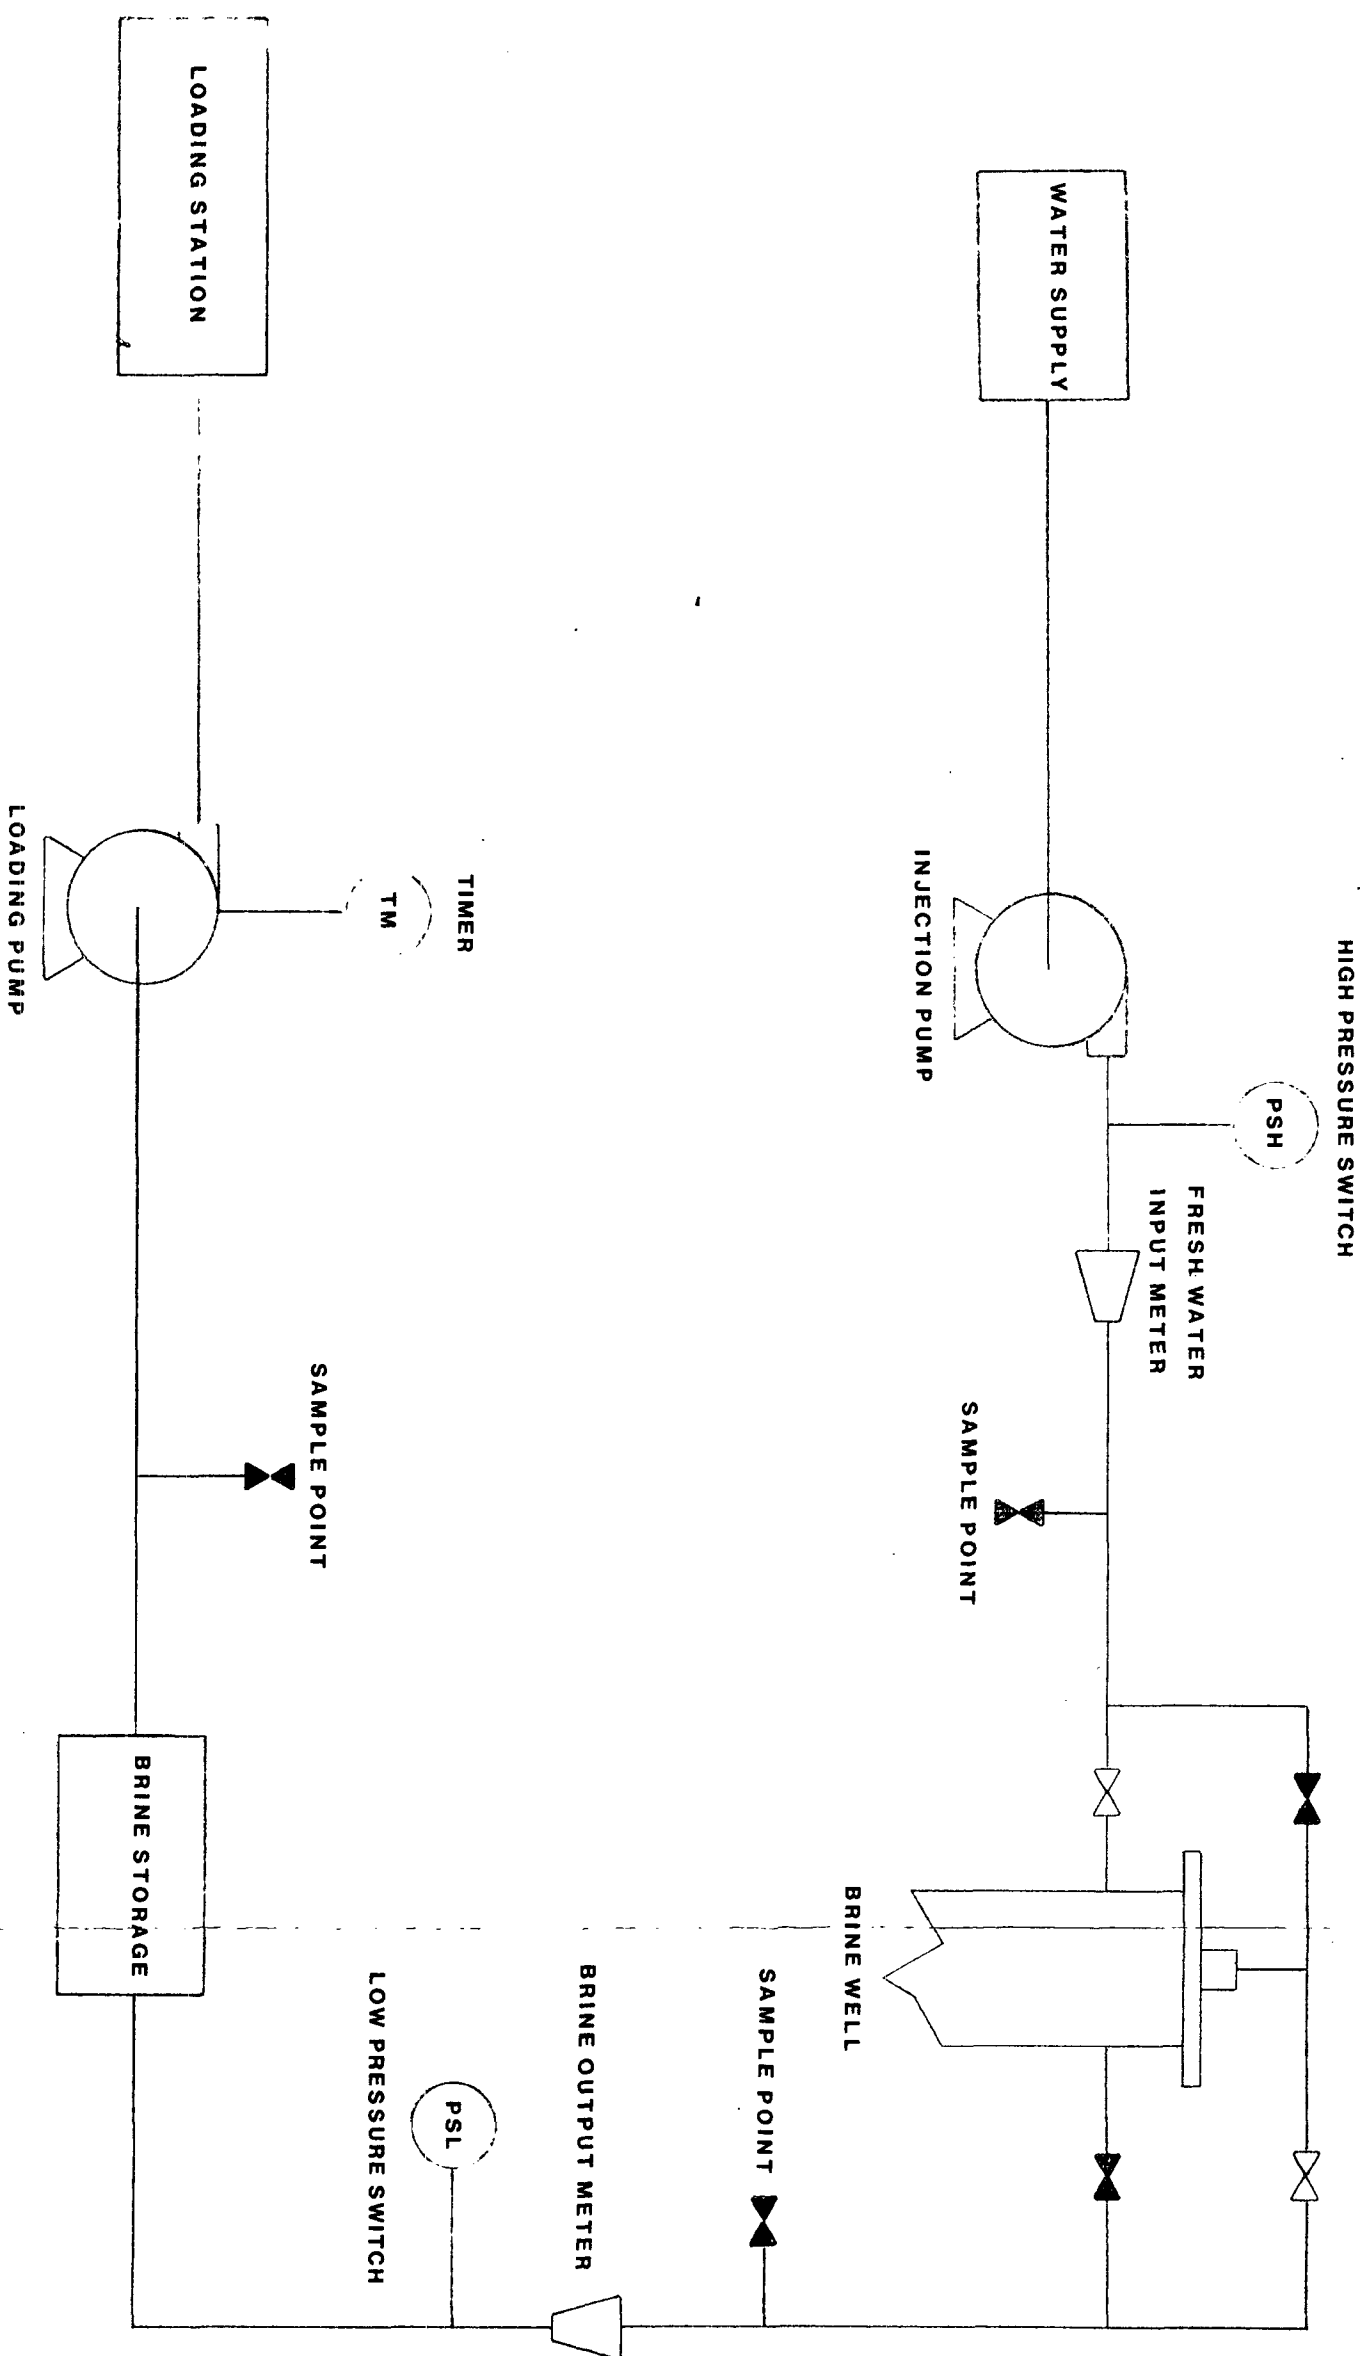 HIGH PRESSURE SWITCH
PSH
FRESH WATER
INPUT METER
WATER SUPPLY
INJECTION PUMP
SAMPLE POINT
BRINE WELL
SAMPLE POINT
BRINE OUTPUT METER
TIMER
TM
PSL
LOW PRESSURE SWITCH
SAMPLE POINT
LOADING STATION
BRINE STORAGE
LOADING PUMP